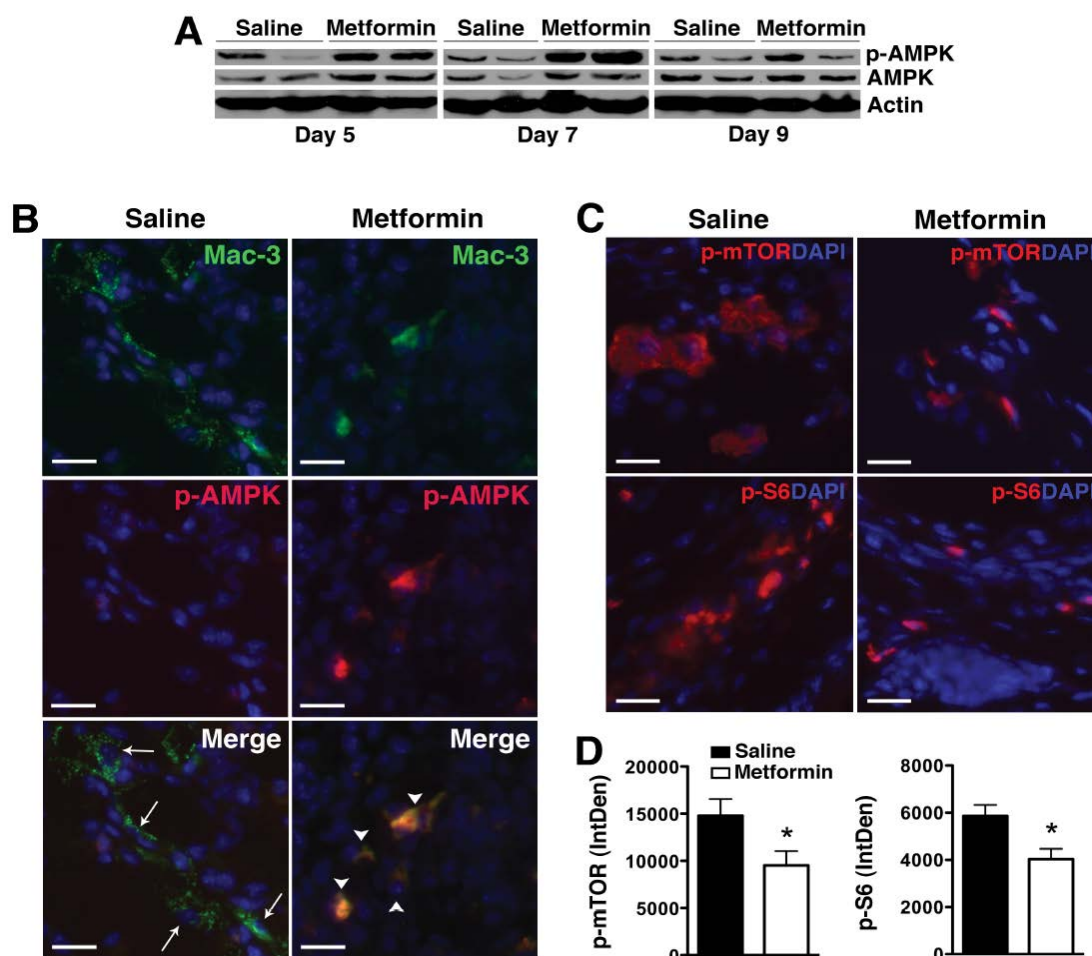 A
Saline Metformin Saline Metformin Saline Metformin
p-AMPK
AMPK
Actin
Day 5 Day 7 Day 9
B
Saline Metformin
Mac-3 Mac-3
p-AMPK p-AMPK
Merge Merge
C
Saline Metformin
p-mTORDAPI p-mTORDAPI
p-S6DAPI p-S6DAPI
D
Saline
Metformin
p-mTOR (IntDen)
20000
15000
10000
5000
0
*
p-S6 (IntDen)
8000
6000
4000
2000
0
*